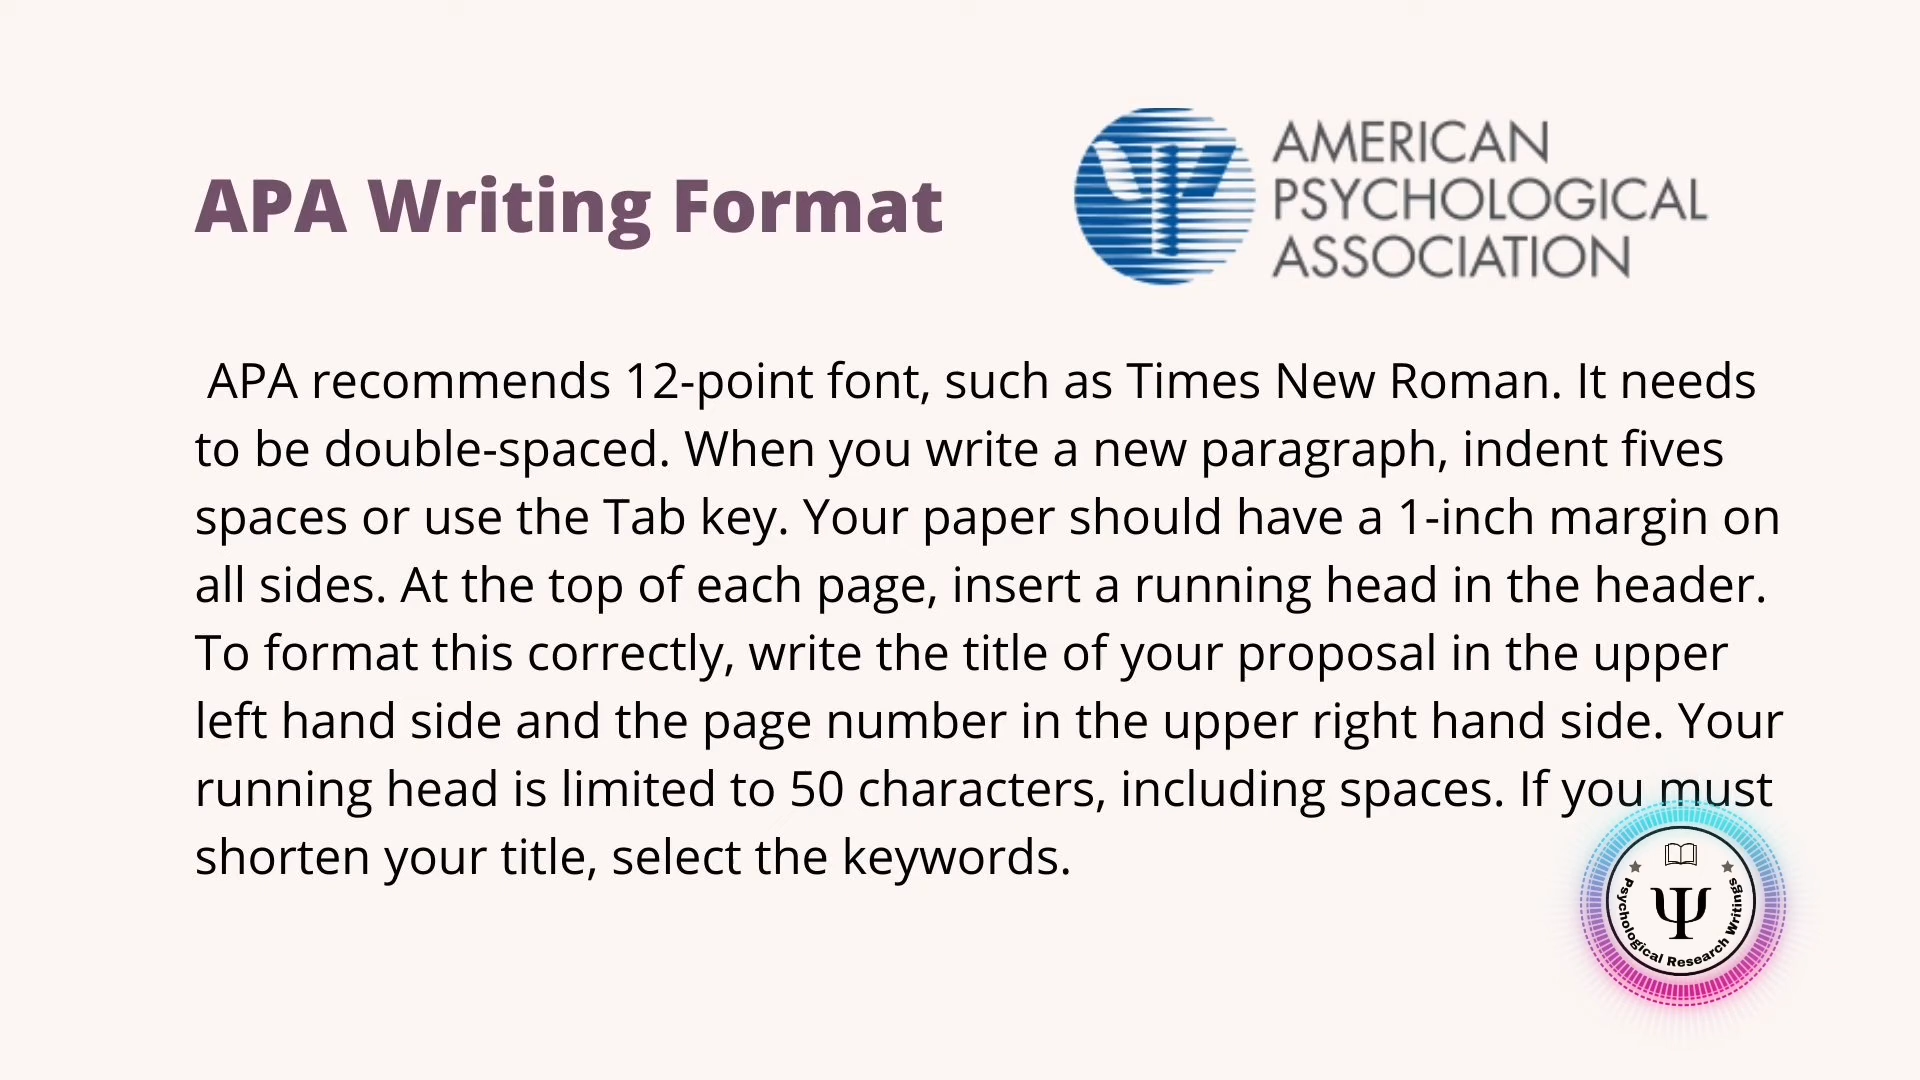 APA Writing Format
AMERICAN
PSYCHOLOGICAL
ASSOCIATION
APA recommends 12-point font, such as Times New Roman. It needs
to be double-spaced. When you write a new paragraph, indent fives
spaces or use the Tab key. Your paper should have a 1-inch margin on
all sides. At the top of each page, insert a running head in the header.
To format this correctly, write the title of your proposal in the upper
left hand side and the page number in the upper right hand side. Your
running head is limited to 50 characters, including spaces. If you must
shorten your title, select the keywords.
Ψ
Psychological Research Writings